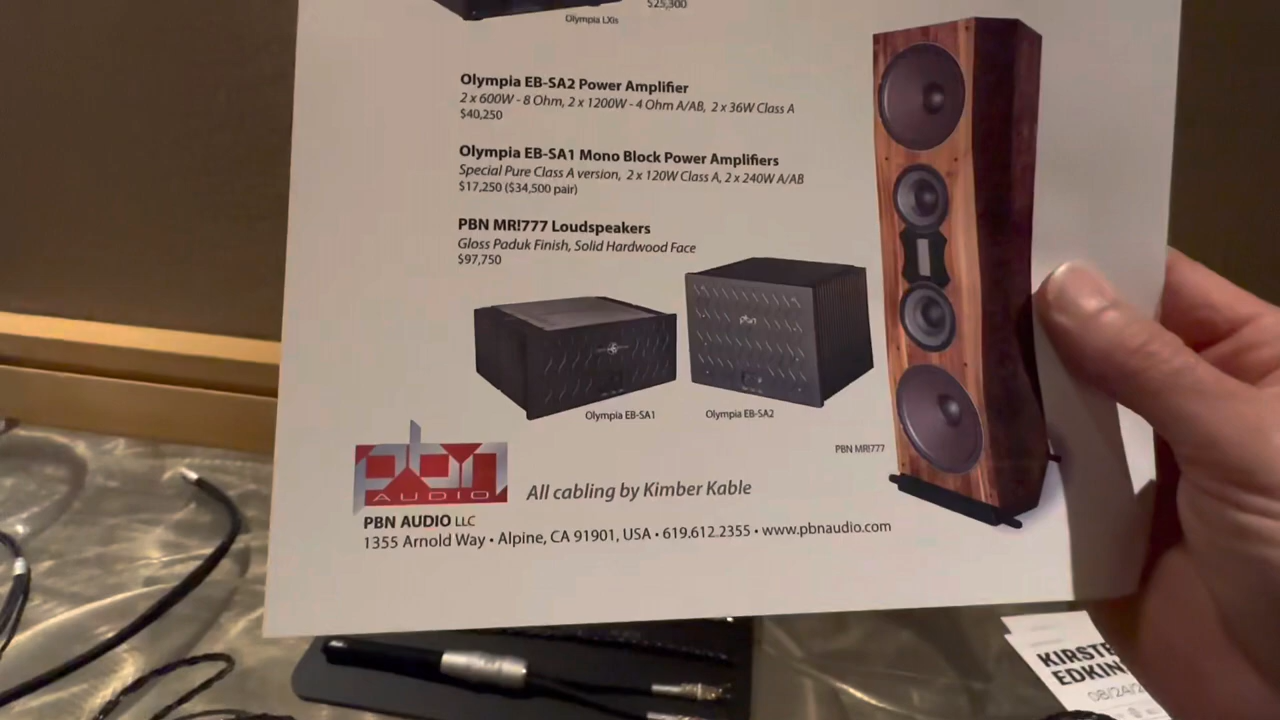 $25,300
Olympia LXIs
Olympia EB-SA2 Power Amplifier
2 x 600W - 8 Ohm, 2 x 1200W - 4 Ohm A/AB, 2 x 36W Class A
$40,250
Olympia EB-SA1 Mono Block Power Amplifiers
Special Pure Class A version, 2 x 120W Class A, 2 x 240W A/AB
$17,250 ($34,500 pair)
PBN MR!777 Loudspeakers
Gloss Paduk Finish, Solid Hardwood Face
$97,750
pbn
Olympia EB-SA1
Olympia EB-SA2
PBN MR!777
pbn
AUDIO
All cabling by Kimber Kable
PBN AUDIO LLC
1355 Arnold Way • Alpine, CA 91901, USA • 619.612.2355 • www.pbnaudio.com
KIRSTE
EDKIN
08/24/2